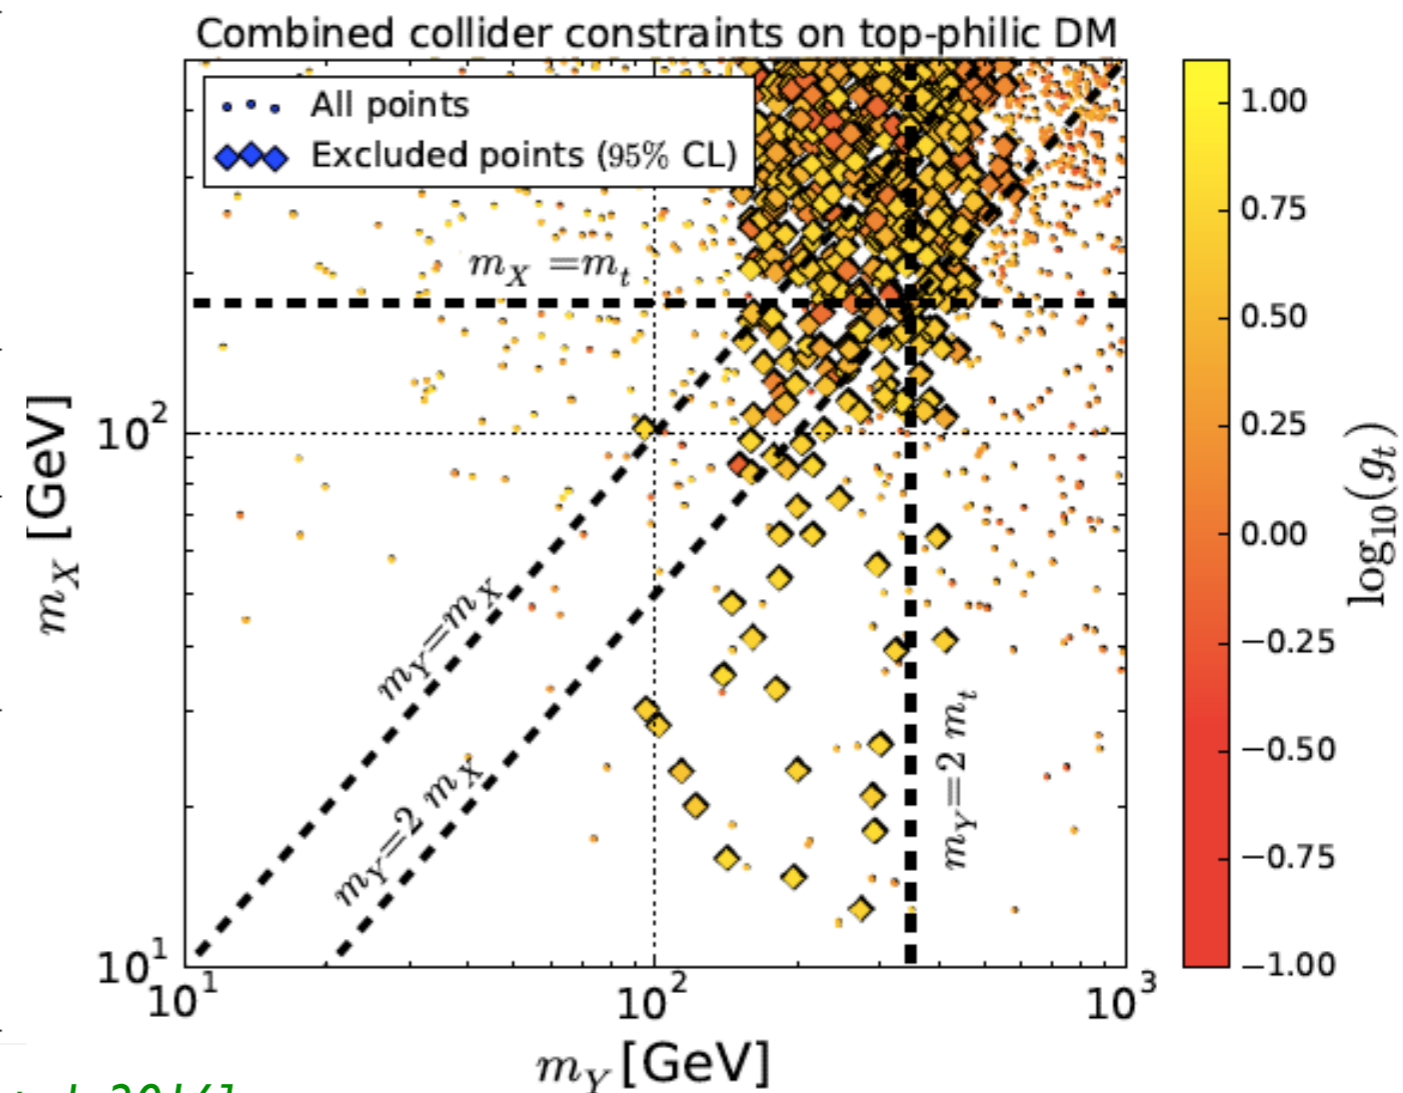 Combined collider constraints on top-philic DM
All points
Excluded points (95% CL)
m_X = m_t
m_Y = m_X
m_Y = 2 m_X
m_Y = 2 m_t
10^2
10^1
m_X [GeV]
10^1 10^2 10^3
m_Y [GeV]
1.00
0.75
0.50
0.25
0.00
−0.25
−0.50
−0.75
−1.00
log_10(g_t)